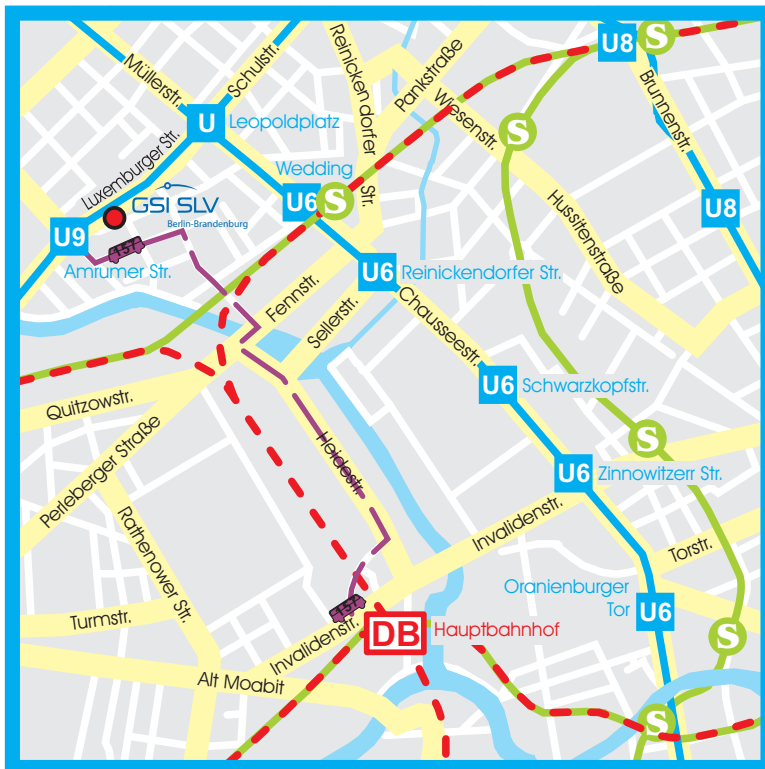 U8
S
Reinickendorfer
Str.
Pankstraße
Müllerstr.
Schulstr.
Wiesenstr.
Brunnenstr.
U
Leopoldplatz
S
Luxemburger Str.
Wedding
U6
S
GSI SLV
Berlin-Brandenburg
U8
Hussitenstraße
U9
157
Amrumer Str.
U6
Reinickendorfer Str.
Fennstr.
Sellerstr.
Chausseestr.
Quitzowstr.
U6
Schwarzkopfstr.
Perleberger Straße
Heidestr.
S
U6
Zinnowitzerr Str.
Rathenower Str.
Invalidenstr.
Torstr.
Oranienburger
Tor
U6
157
Turmstr.
Invalidenstr.
DB
Hauptbahnhof
S
Alt Moabit
S